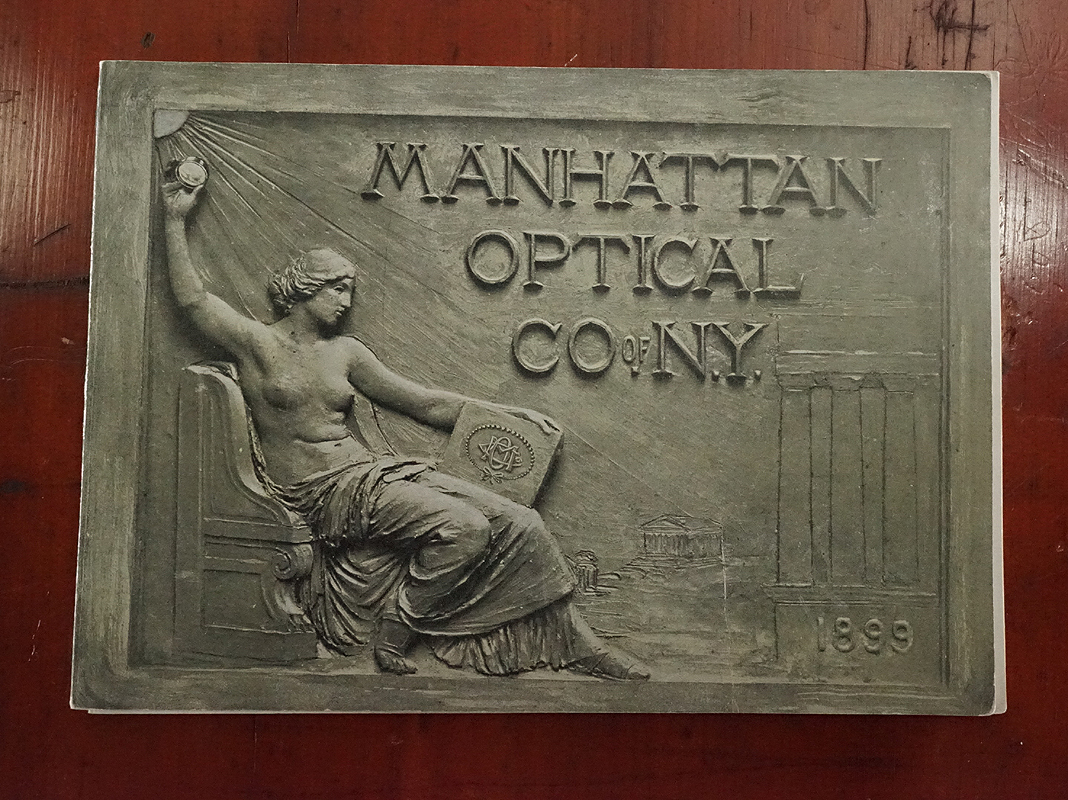 MANHATTAN
OPTICAL
CO OF N.Y.
1899